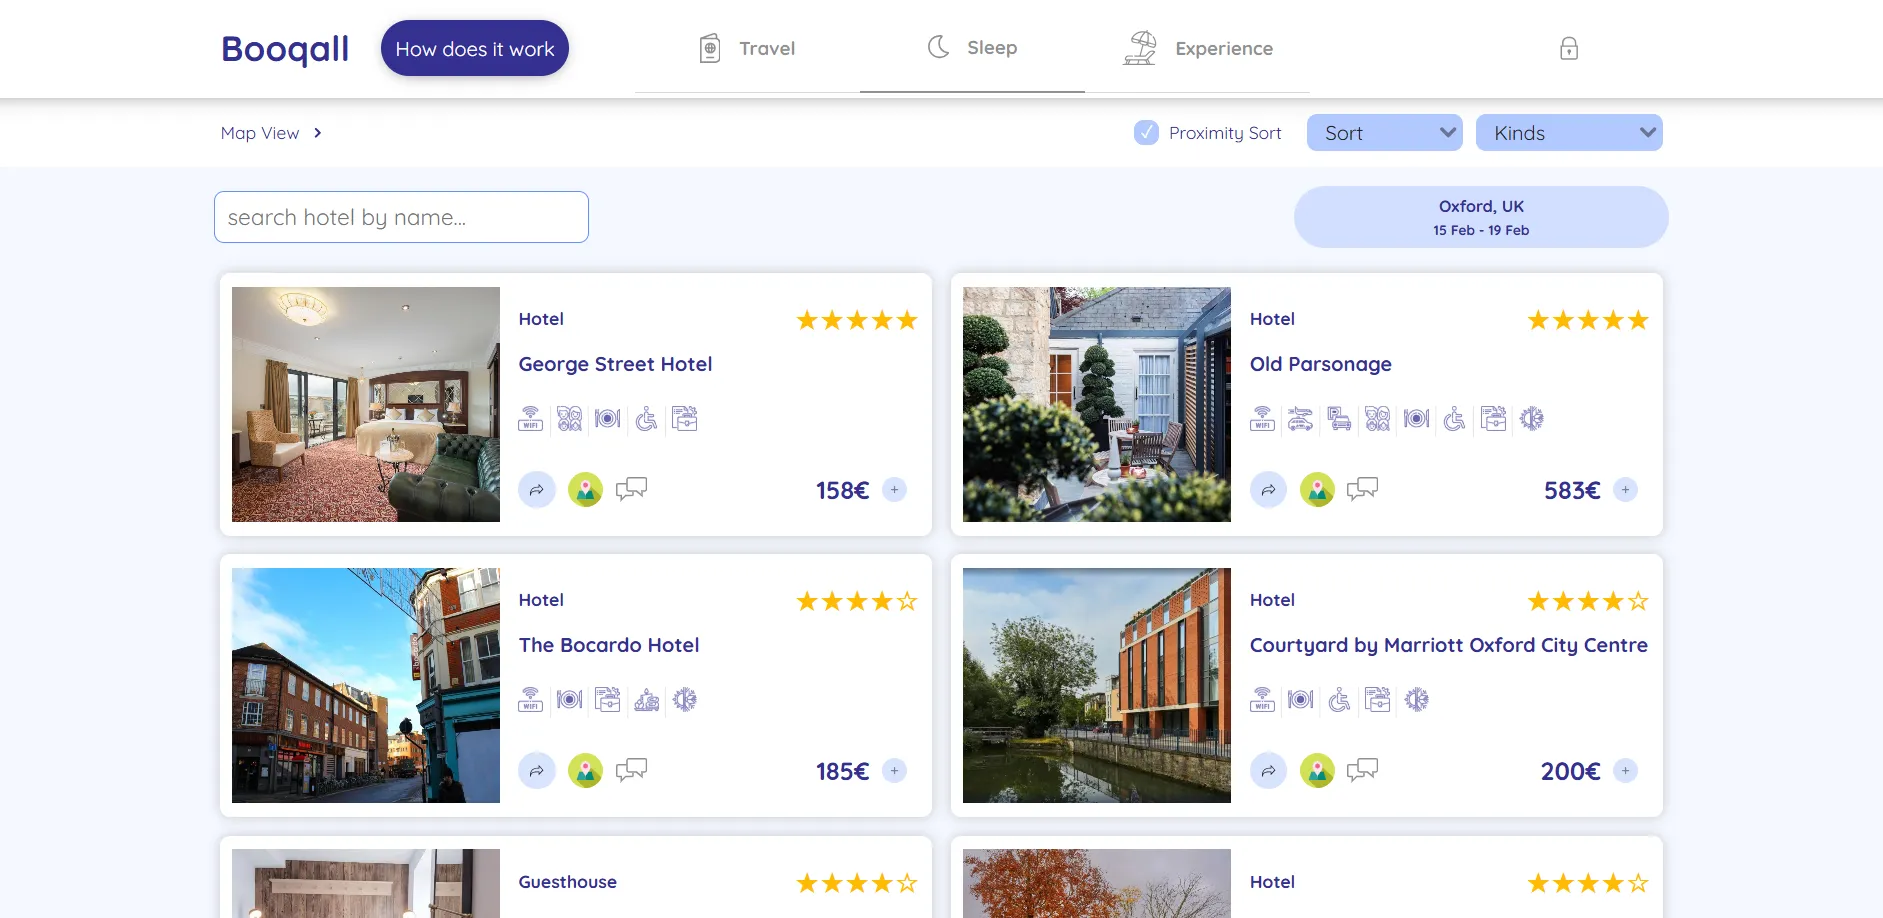 Booqall
How does it work
Travel
Sleep
Experience
Map View
Proximity Sort
Sort
Kinds
search hotel by name...
Oxford, UK
15 Feb - 19 Feb
Hotel
George Street Hotel
WIFI
158€
+
Hotel
Old Parsonage
WIFI
P
583€
+
Hotel
The Bocardo Hotel
WIFI
185€
+
Hotel
Courtyard by Marriott Oxford City Centre
WIFI
200€
+
Guesthouse
Hotel